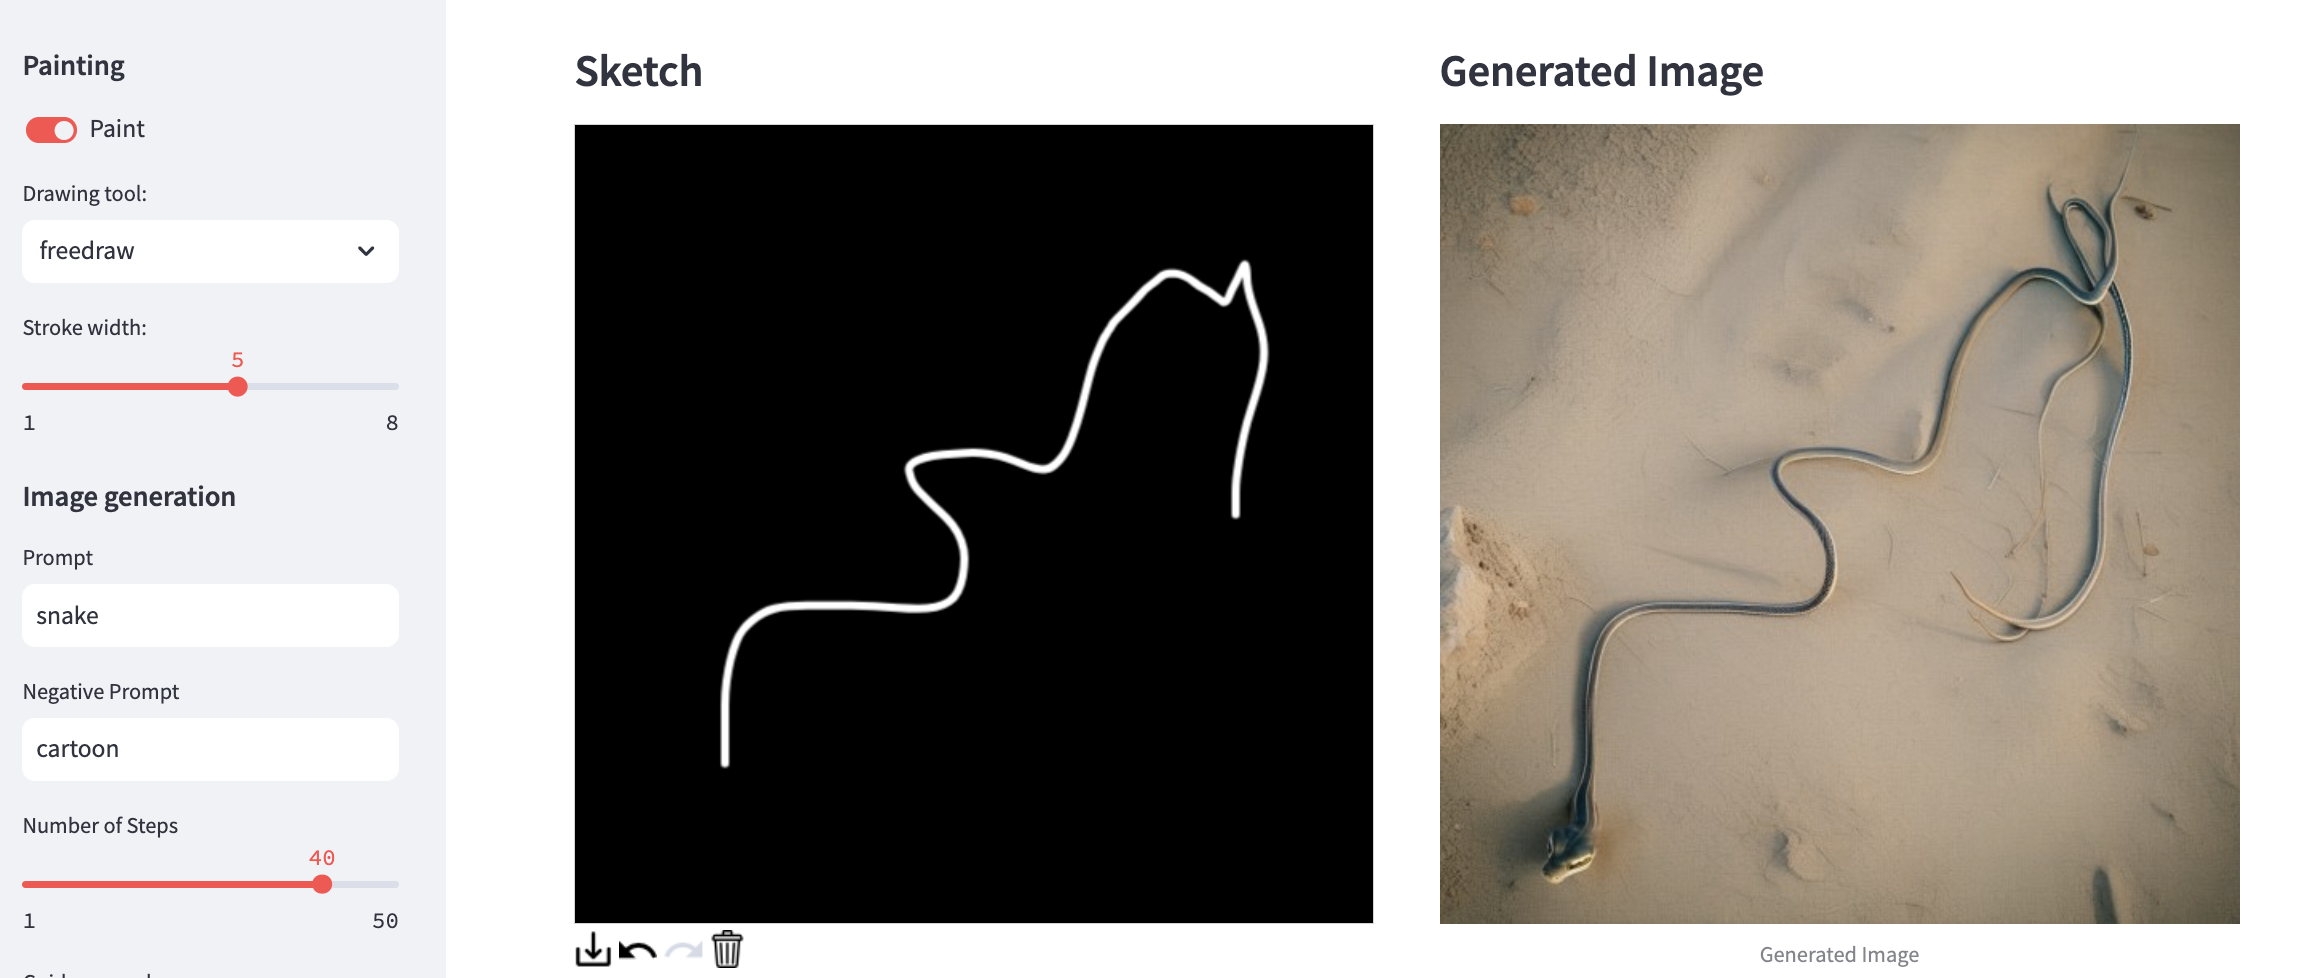 Painting
Paint
Drawing tool:
freedraw
Stroke width:
5
1 8
Image generation
Prompt
snake
Negative Prompt
cartoon
Number of Steps
40
1 50
Sketch
Generated Image
Generated Image